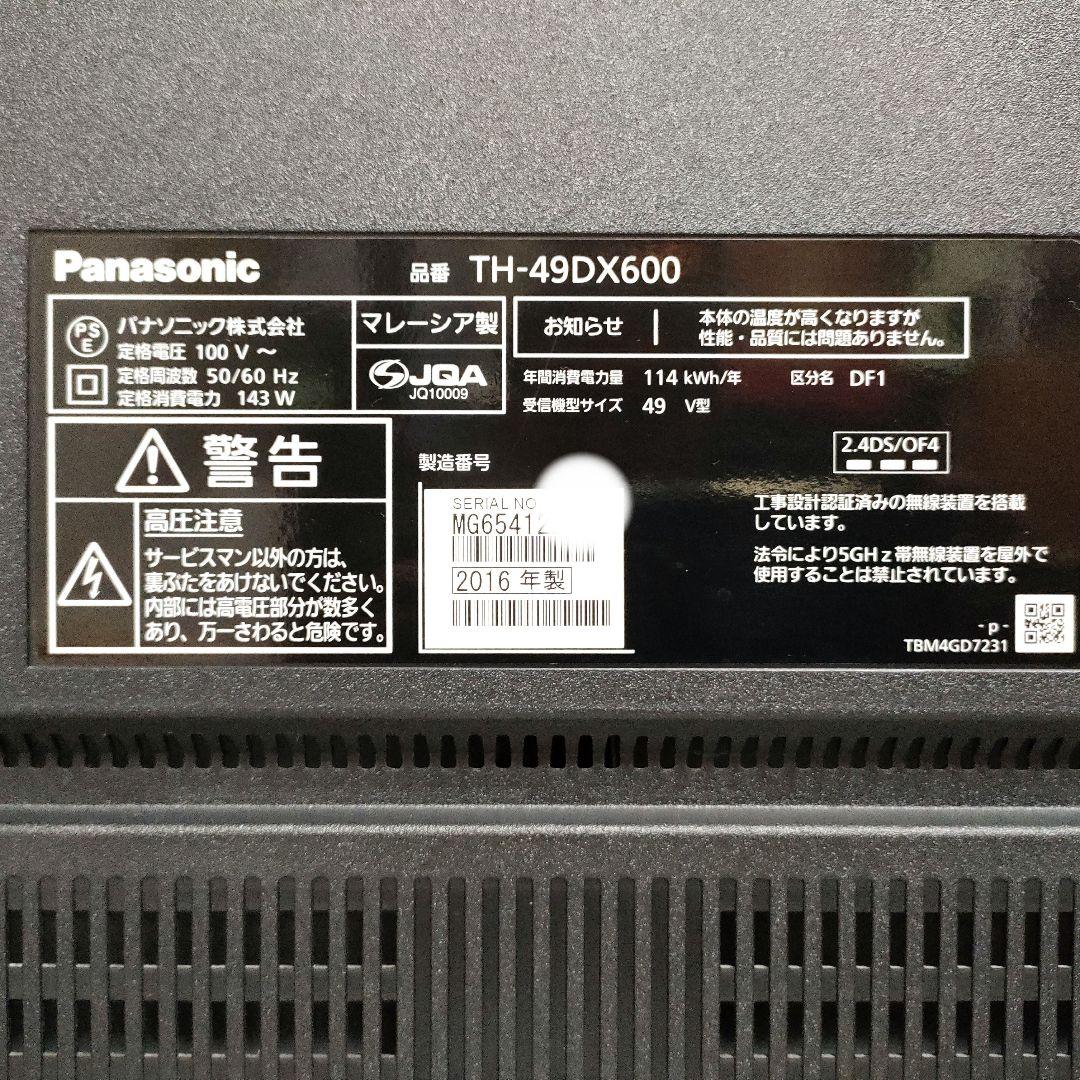 Panasonic
品番 TH-49DX600
PS
E
パナソニック株式会社
定格電圧 100 V ～
定格周波数 50/60 Hz
定格消費電力 143 W
マレーシア製
JQA
JQ10009
お知らせ
本体の温度が高くなりますが
性能・品質には問題ありません。
年間消費電力量 114 kWh/年 区分名 DF1
受信機型サイズ 49 V型
2.4DS/OF4
警告
高圧注意
サービスマン以外の方は、
裏ぶたをあけないでください。
内部には高電圧部分が数多く
あり、万一さわると危険です。
製造番号
SERIAL NO
MG65412
2016 年製
工事設計認証済みの無線装置を搭載
しています。
法令により5GHz帯無線装置を屋外で
使用することは禁止されています。
- p -
TBM4GD7231